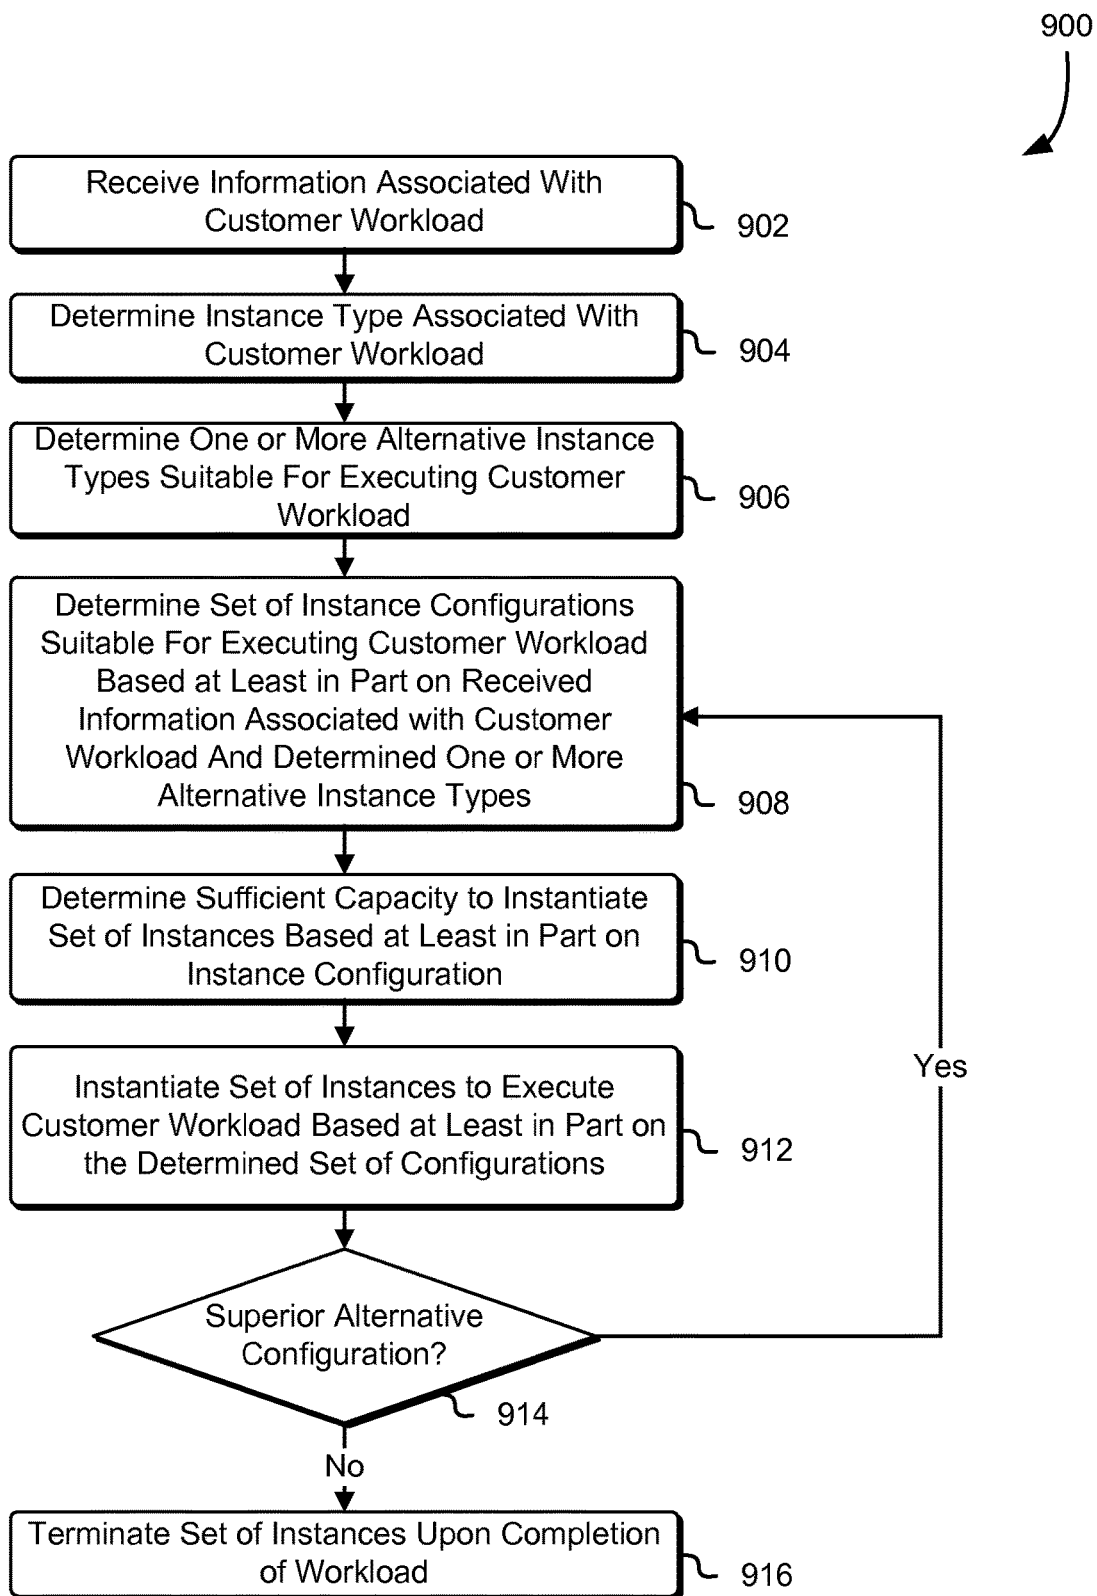 900
Receive Information Associated With
Customer Workload
902
Determine Instance Type Associated With
Customer Workload
904
Determine One or More Alternative Instance
Types Suitable For Executing Customer
Workload
906
Determine Set of Instance Configurations
Suitable For Executing Customer Workload
Based at Least in Part on Received
Information Associated with Customer
Workload And Determined One or More
Alternative Instance Types
908
Determine Sufficient Capacity to Instantiate
Set of Instances Based at Least in Part on
Instance Configuration
910
Yes
Instantiate Set of Instances to Execute
Customer Workload Based at Least in Part on
the Determined Set of Configurations
912
Superior Alternative
Configuration?
914
No
Terminate Set of Instances Upon Completion
of Workload
916